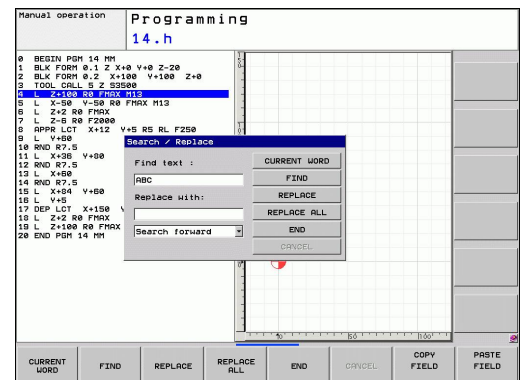 Manual operation
Programming
14.h
0 BEGIN PGM 14 MM
1 BLK FORM 0.1 Z X+0 Y+0 Z-20
2 BLK FORM 0.2 X+100 Y+100 Z+0
3 TOOL CALL 5 Z S3500
4 L Z+100 R0 FMAX M13
5 L X-50 Y-50 R0 FMAX M13
6 L Z+2 R0 FMAX
7 L Z-6 R0 F2000
8 APPR LCT X+12 Y+5 R5 RL F250
9 L Y+60
10 RND R7.5
11 L X+36 Y+80
12 RND R7.5
13 L X+60
14 RND R7.5
15 L X+84 Y+60
16 L Y+5
17 DEP LCT X+150
18 L Z+2 R0 FMAX
19 L Z+100 R0 FMAX
20 END PGM 14 MM
Search / Replace
Find text :
ABC
Replace with:
Search forward
CURRENT WORD
FIND
REPLACE
REPLACE ALL
END
CANCEL
50
100
CURRENT WORD
FIND
REPLACE
REPLACE ALL
END
CANCEL
COPY FIELD
PASTE FIELD